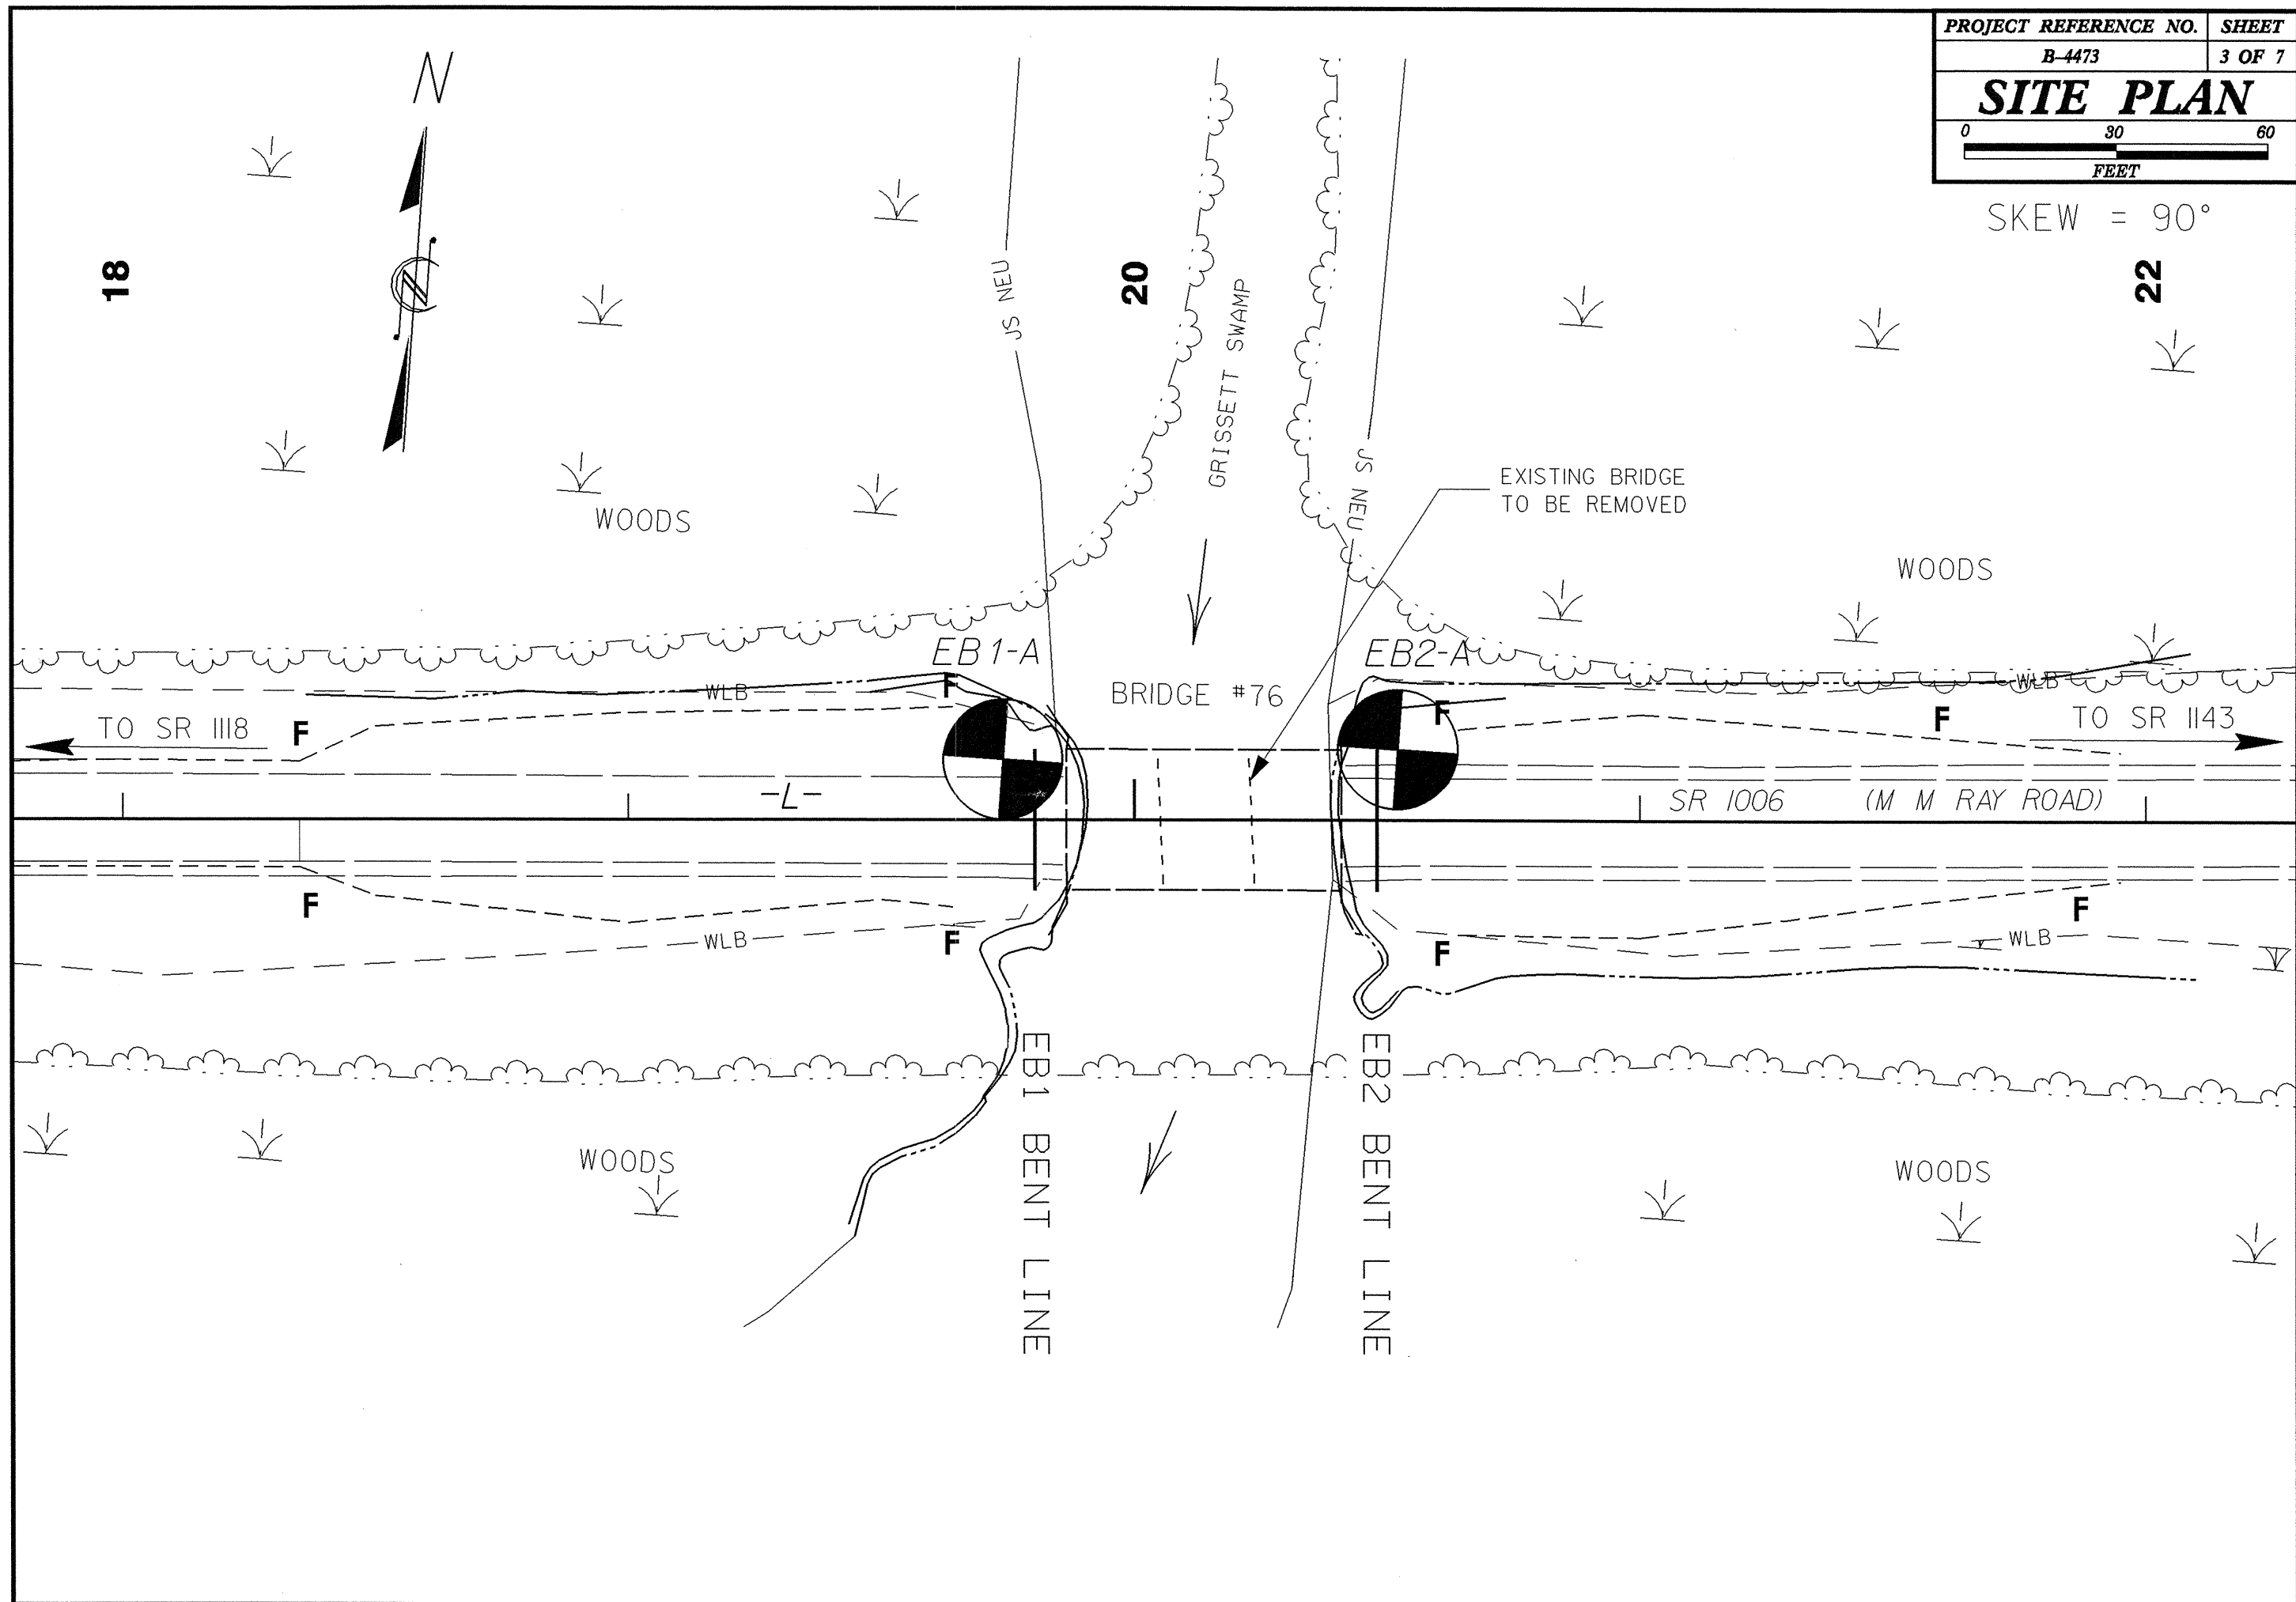 PROJECT REFERENCE NO. SHEET
B-4473 3 OF 7
SITE PLAN
0 30 60
FEET
SKEW = 90°
N
18
20
22
JS NEU
GRISSETT SWAMP
JS NEU
EXISTING BRIDGE
TO BE REMOVED
WOODS
WOODS
EB1-A
EB2-A
BRIDGE #76
WLB
WLB
F
F
F
F
TO SR 1118
TO SR 1143
-L-
SR 1006 (M M RAY ROAD)
F
F
F
F
WLB
WLB
EB1 BENT LINE
EB2 BENT LINE
WOODS
WOODS